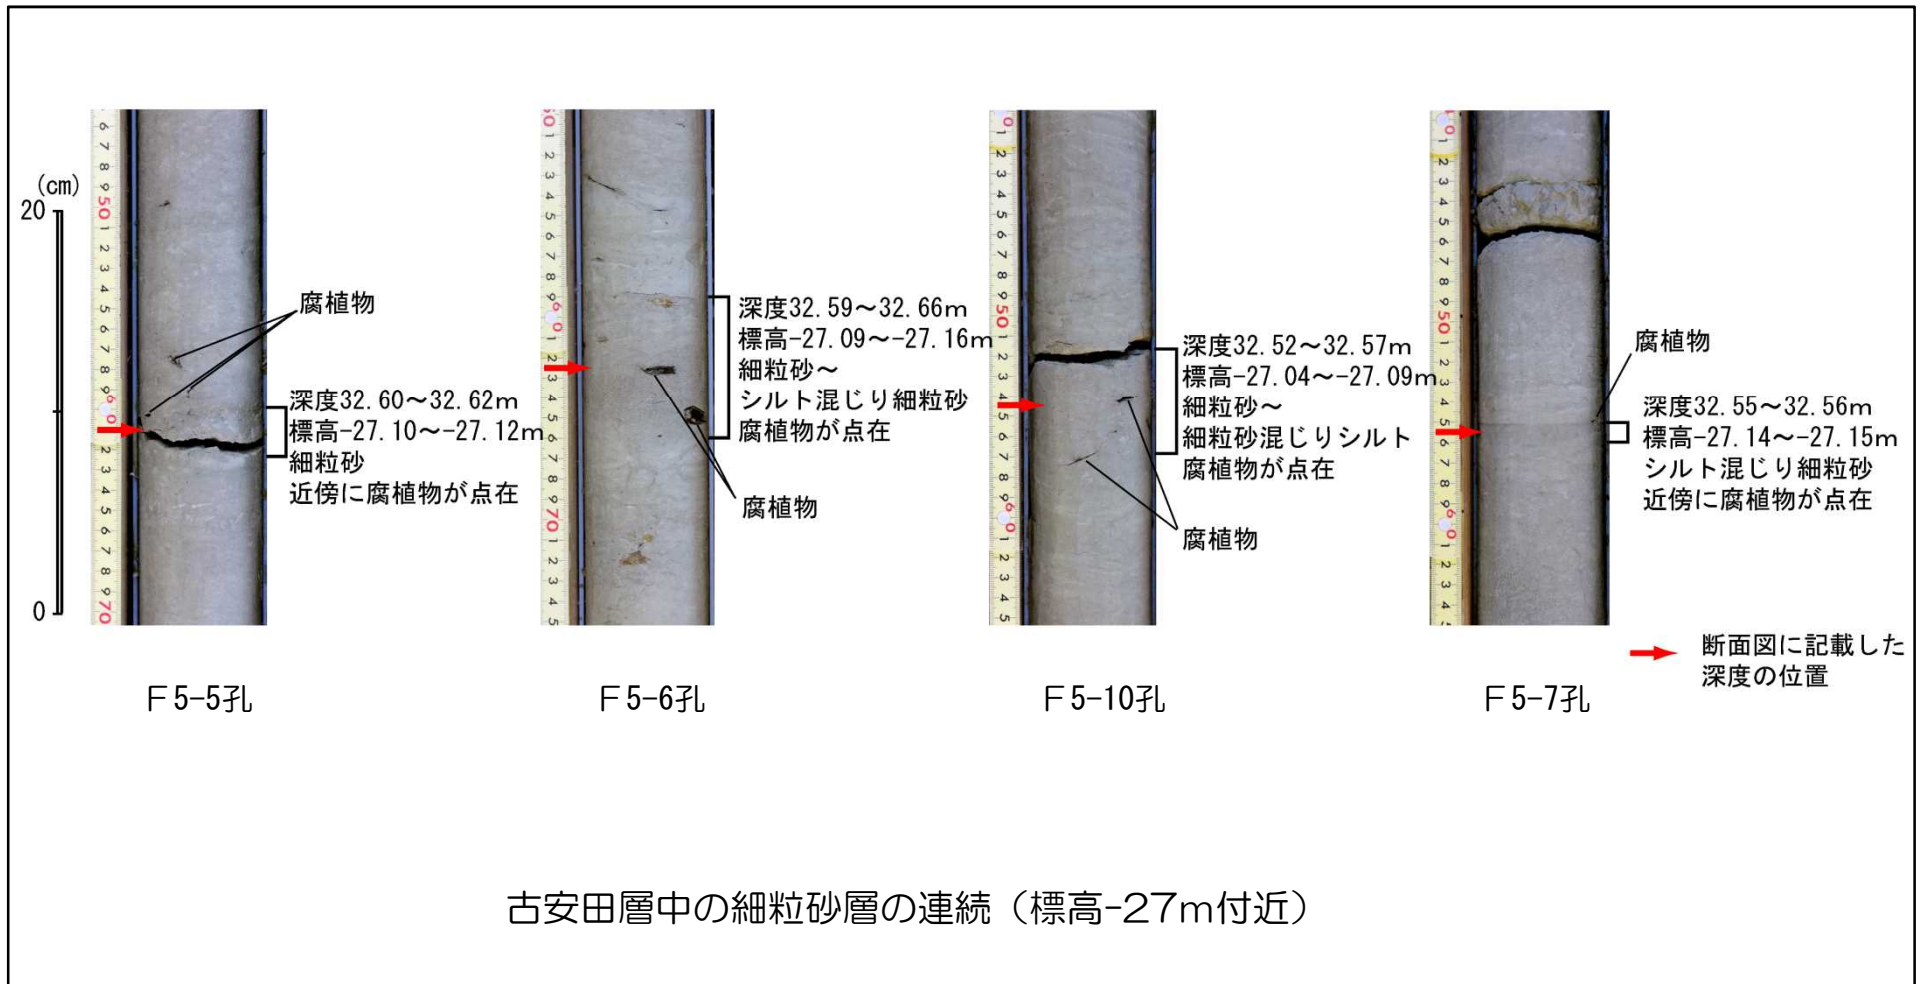 (cm)
20
0
腐植物
深度32.60～32.62m
標高-27.10～-27.12m
細粒砂
近傍に腐植物が点在
F5-5孔
深度32.59～32.66m
標高-27.09～-27.16m
細粒砂～
シルト混じり細粒砂
腐植物が点在
腐植物
F5-6孔
深度32.52～32.57m
標高-27.04～-27.09m
細粒砂～
細粒砂混じりシルト
腐植物が点在
腐植物
F5-10孔
腐植物
深度32.55～32.56m
標高-27.14～-27.15m
シルト混じり細粒砂
近傍に腐植物が点在
F5-7孔
断面図に記載した
深度の位置
古安田層中の細粒砂層の連続（標高-27m付近）